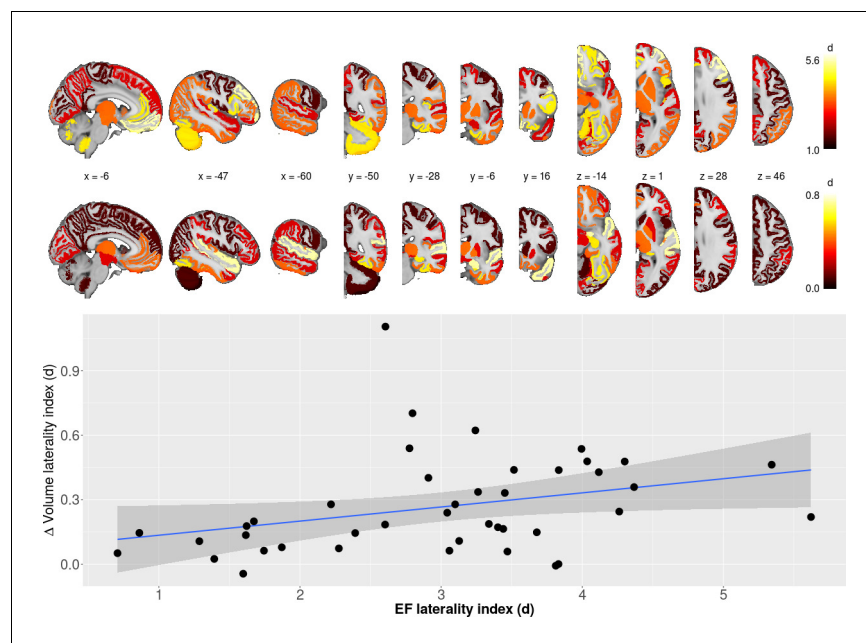 d
5.6
1.0
x = -6 x = -47 x = -60 y = -50 y = -28 y = -6 y = 16 z = -14 z = 1 z = 28 z = 46
d
0.8
0.0
Δ Volume laterality index (d)
0.9
0.6
0.3
0.0
1 2 3 4 5
EF laterality index (d)